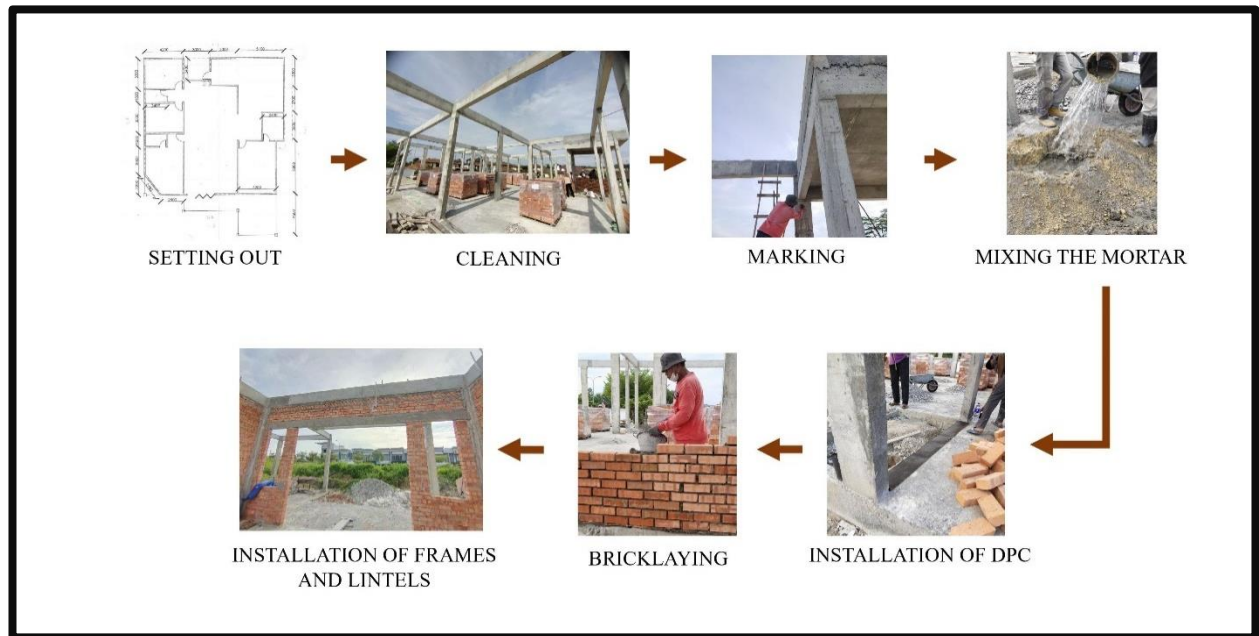 SETTING OUT
CLEANING
MARKING
MIXING THE MORTAR
INSTALLATION OF DPC
BRICKLAYING
INSTALLATION OF FRAMES
AND LINTELS